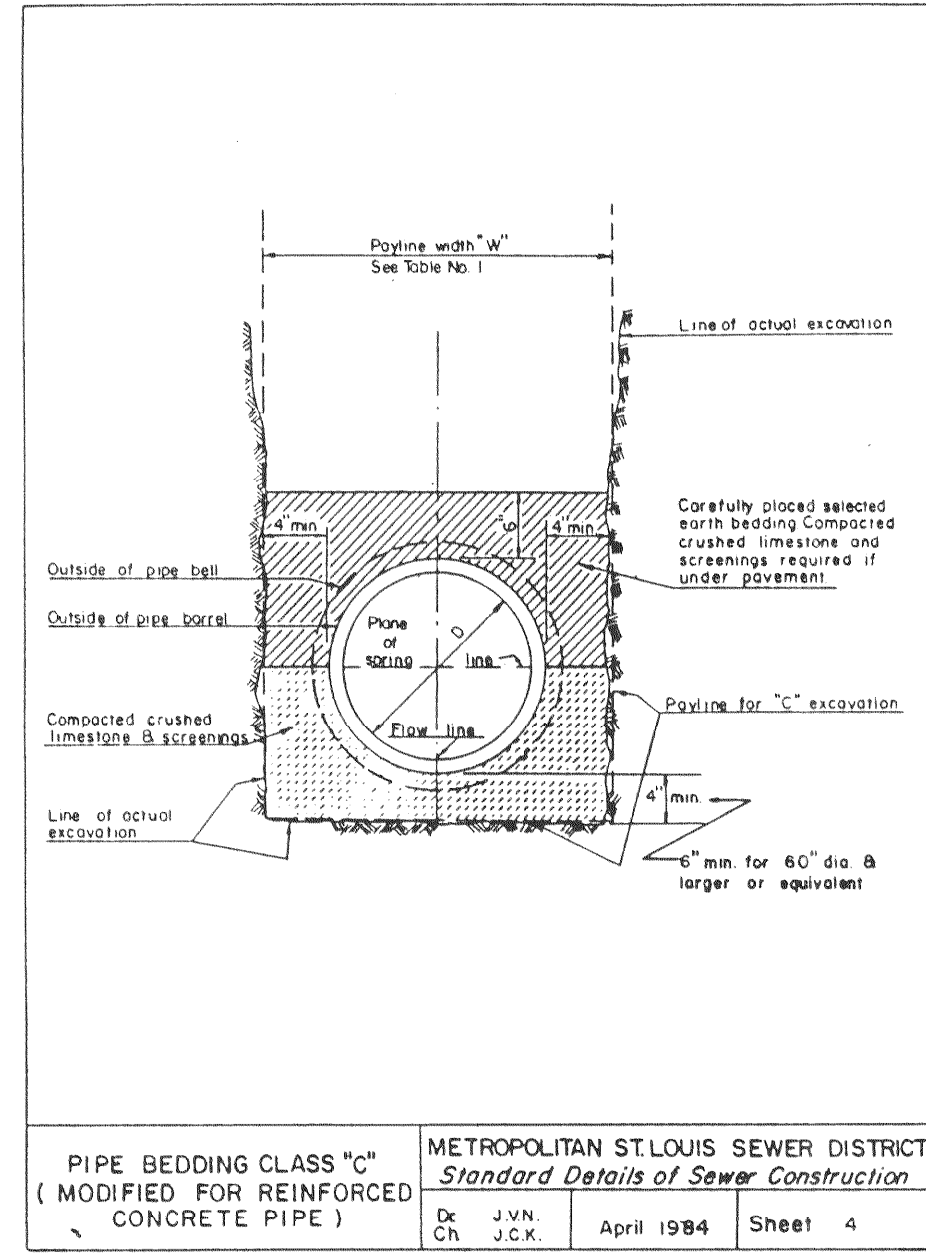 Payline width "W"
See Table No. 1
Line of actual excavation
4" min
6"
4" min
Carefully placed selected
earth bedding Compacted
crushed limestone and
screenings required if
under pavement
Outside of pipe bell
Outside of pipe barrel
Plane
of
spring line
D
Flow line
Compacted crushed
limestone & screenings
Payline for "C" excavation
Line of actual
excavation
4" min.
6" min. for 60" dia. &
larger or equivalent
PIPE BEDDING CLASS "C"
( MODIFIED FOR REINFORCED
CONCRETE PIPE )
METROPOLITAN ST. LOUIS SEWER DISTRICT
Standard Details of Sewer Construction
Dr. J.V.N.
Ch J.C.K.
April 1984
Sheet 4